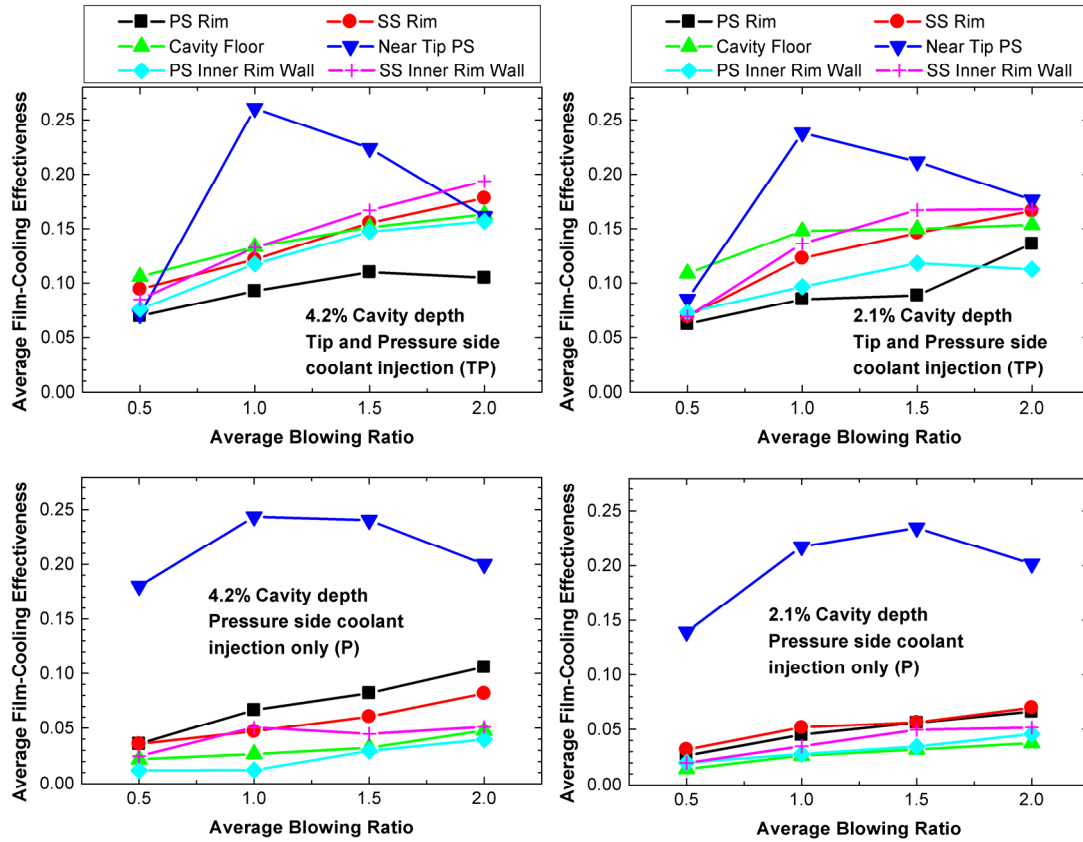 PS Rim SS Rim
Cavity Floor Near Tip PS
PS Inner Rim Wall SS Inner Rim Wall
Average Film-Cooling Effectiveness
0.25
0.20
0.15
0.10
0.05
0.00
4.2% Cavity depth
Tip and Pressure side
coolant injection (TP)
0.5 1.0 1.5 2.0
Average Blowing Ratio
PS Rim SS Rim
Cavity Floor Near Tip PS
PS Inner Rim Wall SS Inner Rim Wall
Average Film-Cooling Effectiveness
0.25
0.20
0.15
0.10
0.05
0.00
2.1% Cavity depth
Tip and Pressure side
coolant injection (TP)
0.5 1.0 1.5 2.0
Average Blowing Ratio
Average Film-Cooling Effectiveness
0.25
0.20
0.15
0.10
0.05
0.00
4.2% Cavity depth
Pressure side coolant
injection only (P)
0.5 1.0 1.5 2.0
Average Blowing Ratio
Average Film-Cooling Effectiveness
0.25
0.20
0.15
0.10
0.05
0.00
2.1% Cavity depth
Pressure side coolant
injection only (P)
0.5 1.0 1.5 2.0
Average Blowing Ratio